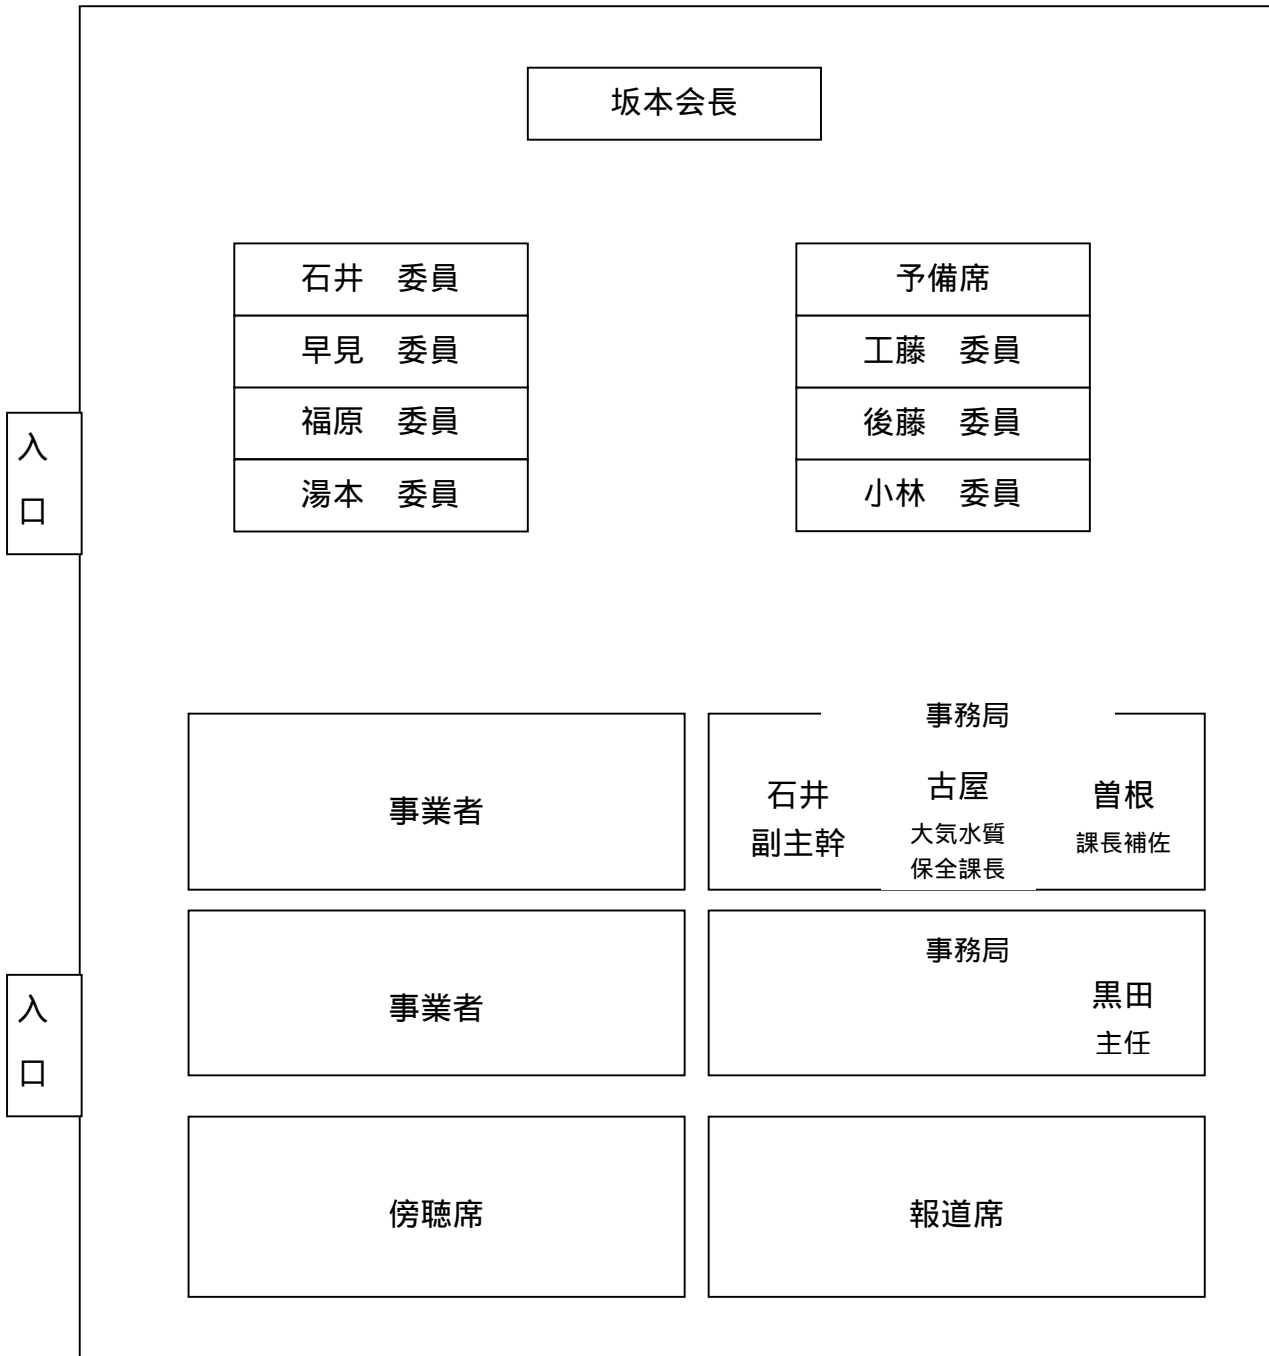 坂本会長
石井　委員
早見　委員
福原　委員
湯本　委員
予備席
工藤　委員
後藤　委員
小林　委員
入
口
事業者
事務局
石井
副主幹
古屋
大気水質
保全課長
曽根
課長補佐
入
口
事業者
事務局
黒田
主任
傍聴席
報道席